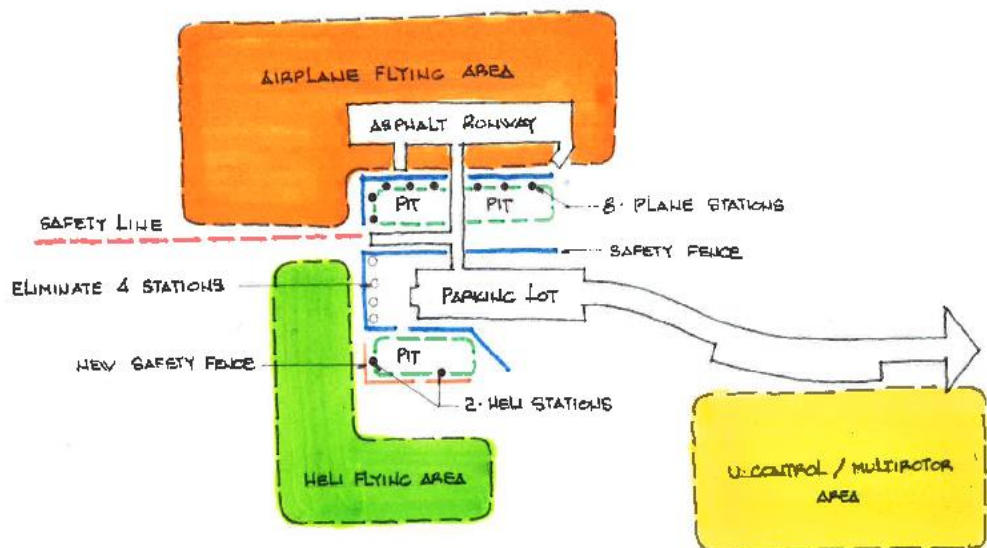 AIRPLANE FLYING AREA
ASPHALT RUNWAY
PIT
PIT
8- PLANE STATIONS
SAFETY LINE
SAFETY FENCE
ELIMINATE 4 STATIONS
PARKING LOT
NEW SAFETY FENCE
PIT
2- HELI STATIONS
HELI FLYING AREA
U-CONTROL / MULTIROTOR
AREA